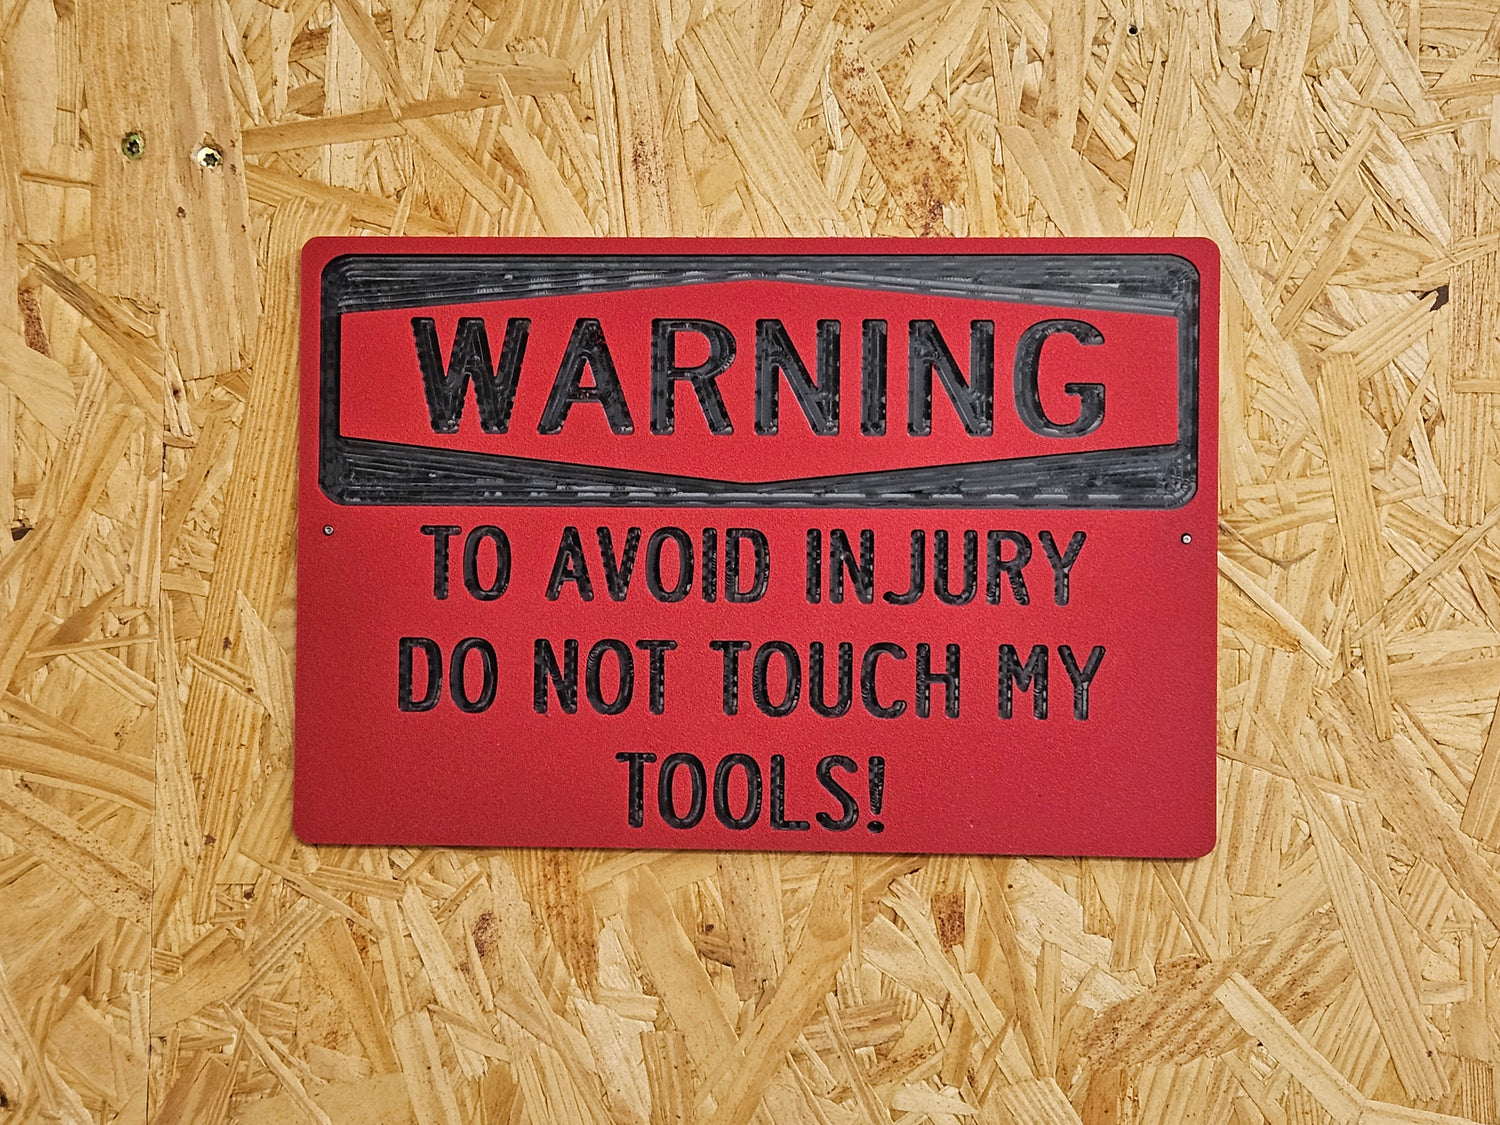 WARNING
TO AVOID INJURY
DO NOT TOUCH MY
TOOLS!